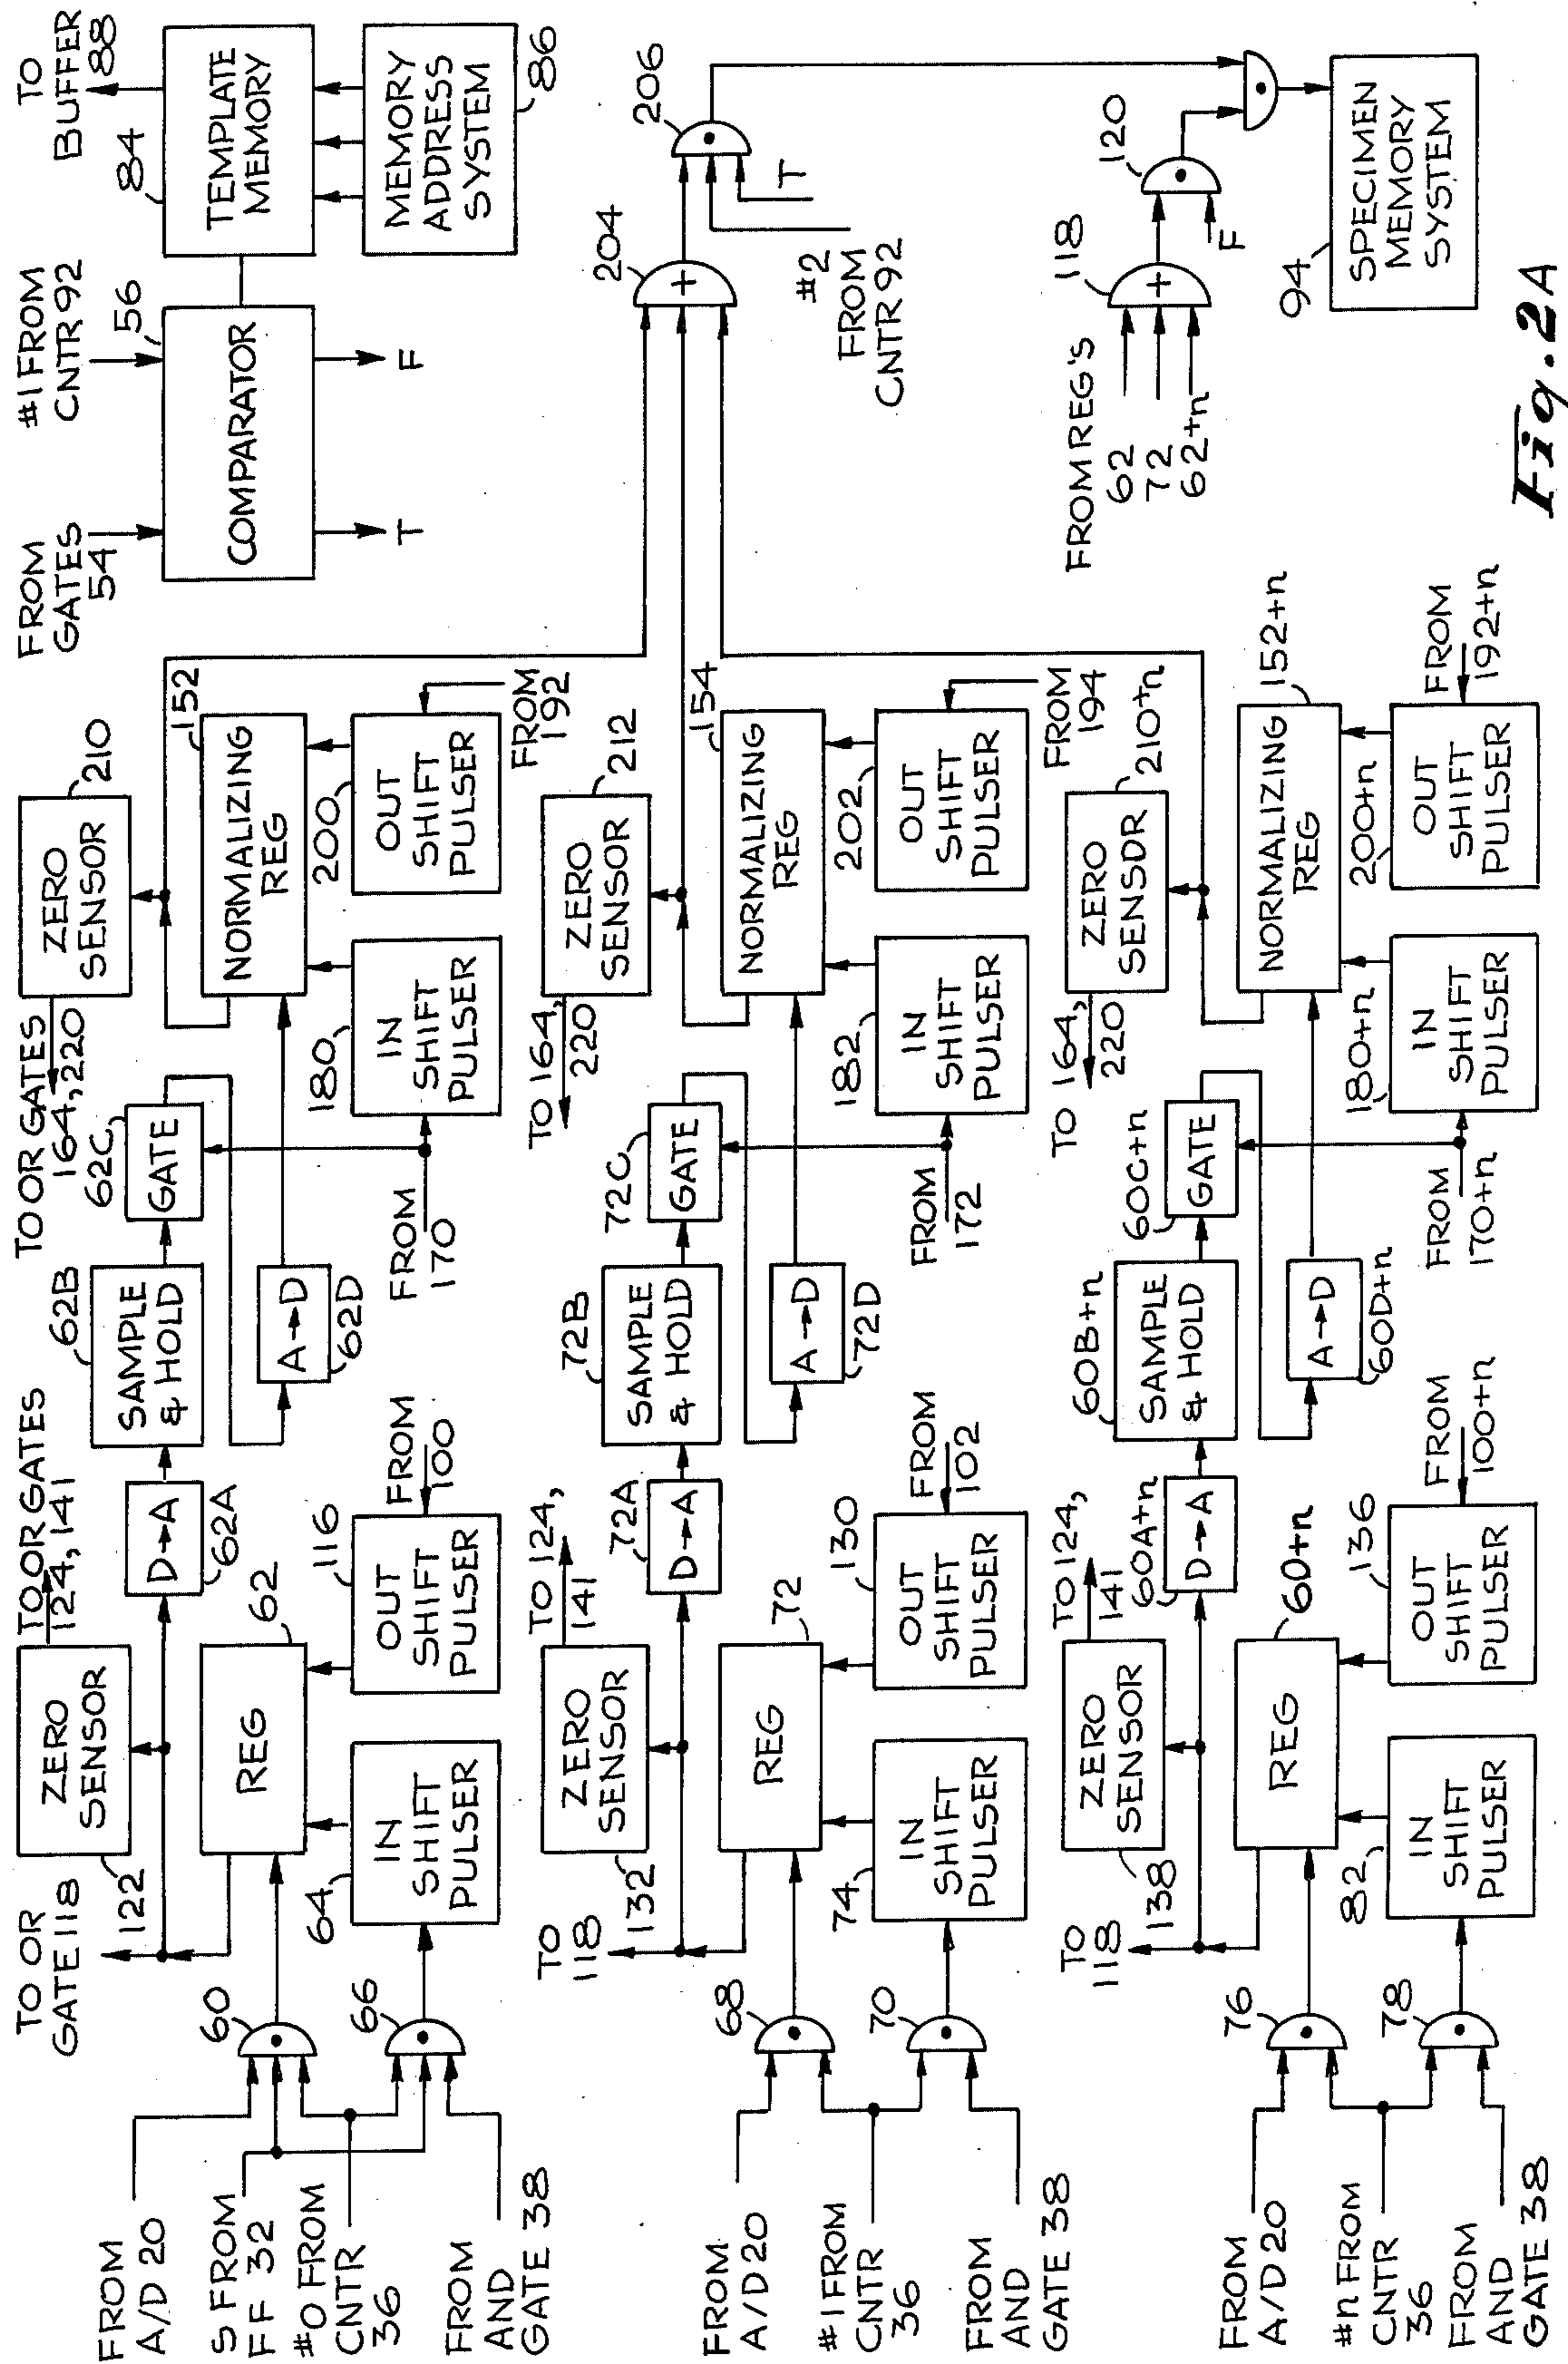 FROM
A/D 20
S FROM
FF 32
#0 FROM
CNTR
36
FROM
AND
GATE 38
60
66
TO OR
GATE 118
122
ZERO
SENSOR
TO OR GATES
124, 141
REG
62
64
IN
SHIFT
PULSER
116
OUT
SHIFT
PULSER
FROM
100
D→A
62A
62B
SAMPLE
& HOLD
62C
GATE
A→D
62D
FROM
170
TO OR GATES
164, 220
ZERO
SENSOR
210
152
NORMALIZING
REG
180
IN
SHIFT
PULSER
200
OUT
SHIFT
PULSER
FROM
192
FROM
GATES
54
#1 FROM
CNTR 92
56
COMPARATOR
T
F
84
TEMPLATE
MEMORY
TO
BUFFER
88
MEMORY
ADDRESS
SYSTEM
86
FROM
A/D 20
#1 FROM
CNTR
36
FROM
AND
GATE 38
68
70
TO
118
132
ZERO
SENSOR
TO 124,
141
REG
72
74
IN
SHIFT
PULSER
130
OUT
SHIFT
PULSER
FROM
102
72A
D→A
72B
SAMPLE
& HOLD
72C
GATE
A→D
72D
FROM
172
TO 164,
220
ZERO
SENSOR
212
154
NORMALIZING
REG
182
IN
SHIFT
PULSER
202
OUT
SHIFT
PULSER
FROM
194
204
+
206
T
#2
FROM
CNTR 92
FROM
A/D 20
#n FROM
CNTR
36
FROM
AND
GATE 38
76
78
TO
118
138
ZERO
SENSOR
TO 124,
141
REG
60+n
82
IN
SHIFT
PULSER
136
OUT
SHIFT
PULSER
FROM
100+n
60A+n
D→A
60B+n
SAMPLE
& HOLD
60C+n
GATE
A→D
60D+n
FROM
170+n
TO 164,
220
ZERO
SENSOR
210+n
152+n
NORMALIZING
REG
180+n
IN
SHIFT
PULSER
200+n
OUT
SHIFT
PULSER
FROM
192+n
FROM REG'S
62
72
62+n
118
+
120
F
94
SPECIMEN
MEMORY
SYSTEM
Fig. 2A